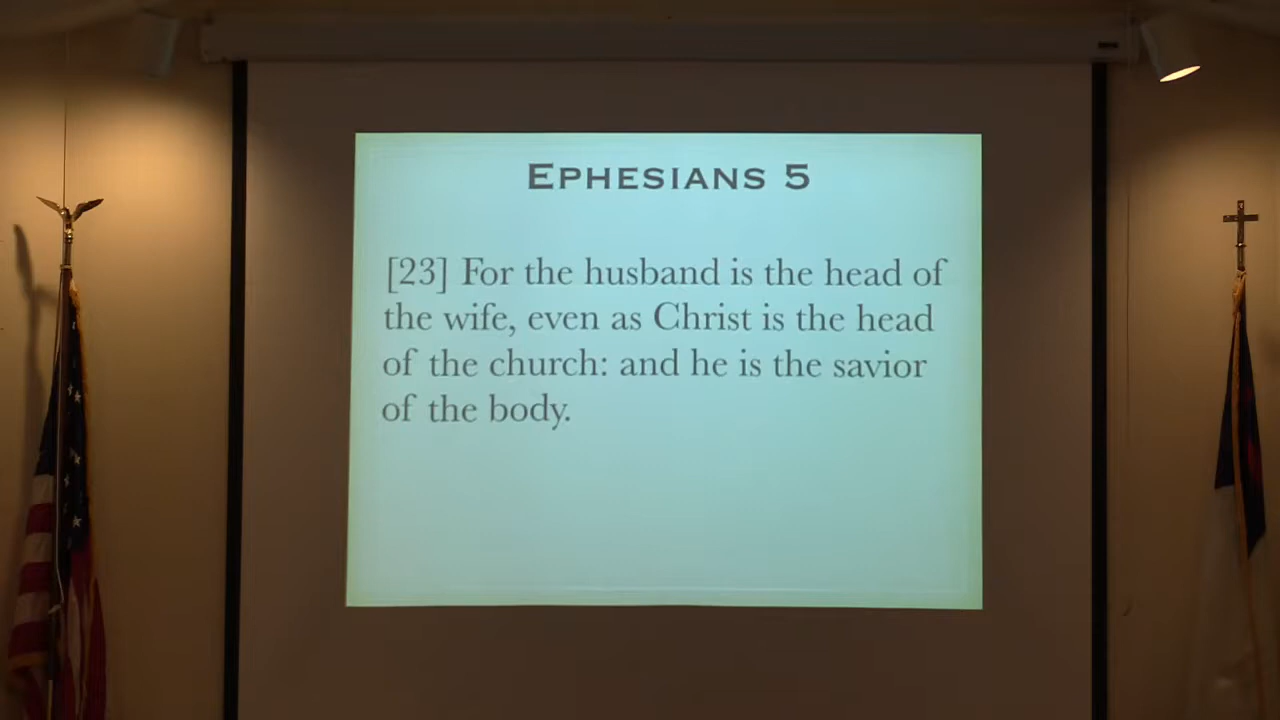 EPHESIANS 5
[23] For the husband is the head of
the wife, even as Christ is the head
of the church: and he is the savior
of the body.